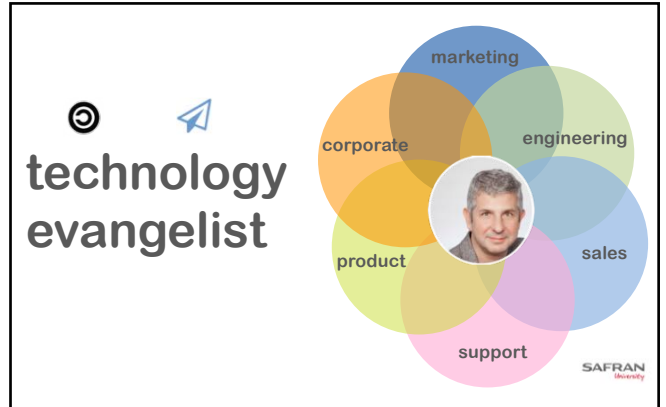 marketing
corporate
engineering
technology
evangelist
product
sales
support
SAFRAN
University